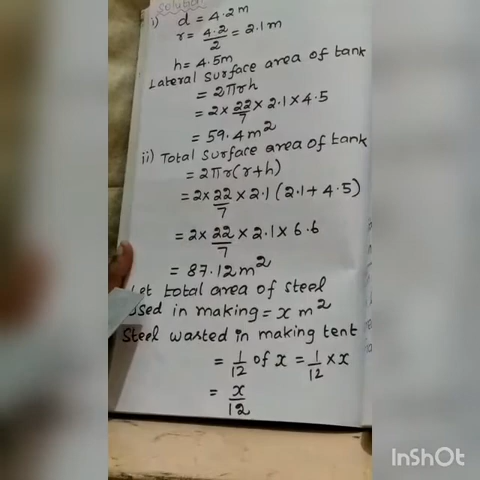 Solution
i) d = 4.2m
r = 4.2/2 = 2.1m
h = 4.5m
Lateral surface area of tank
= 2πrh
= 2 × 22/7 × 2.1 × 4.5
= 59.4 m²
ii) Total surface area of tank
= 2πr(r+h)
= 2 × 22/7 × 2.1 (2.1 + 4.5)
= 2 × 22/7 × 2.1 × 6.6
= 87.12 m²
Let total area of steel
used in making = x m²
Steel wasted in making tent
= 1/12 of x = 1/12 × x
= x/12
InShOt